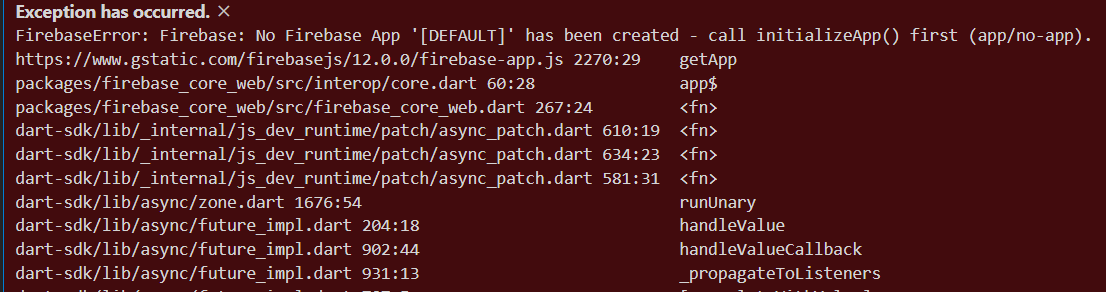 Exception has occurred. ×
FirebaseError: Firebase: No Firebase App '[DEFAULT]' has been created - call initializeApp() first (app/no-app).
https://www.gstatic.com/firebasejs/12.0.0/firebase-app.js 2270:29 getApp
packages/firebase_core_web/src/interop/core.dart 60:28 app$
packages/firebase_core_web/src/firebase_core_web.dart 267:24 <fn>
dart-sdk/lib/_internal/js_dev_runtime/patch/async_patch.dart 610:19 <fn>
dart-sdk/lib/_internal/js_dev_runtime/patch/async_patch.dart 634:23 <fn>
dart-sdk/lib/_internal/js_dev_runtime/patch/async_patch.dart 581:31 <fn>
dart-sdk/lib/async/zone.dart 1676:54 runUnary
dart-sdk/lib/async/future_impl.dart 204:18 handleValue
dart-sdk/lib/async/future_impl.dart 902:44 handleValueCallback
dart-sdk/lib/async/future_impl.dart 931:13 _propagateToListeners